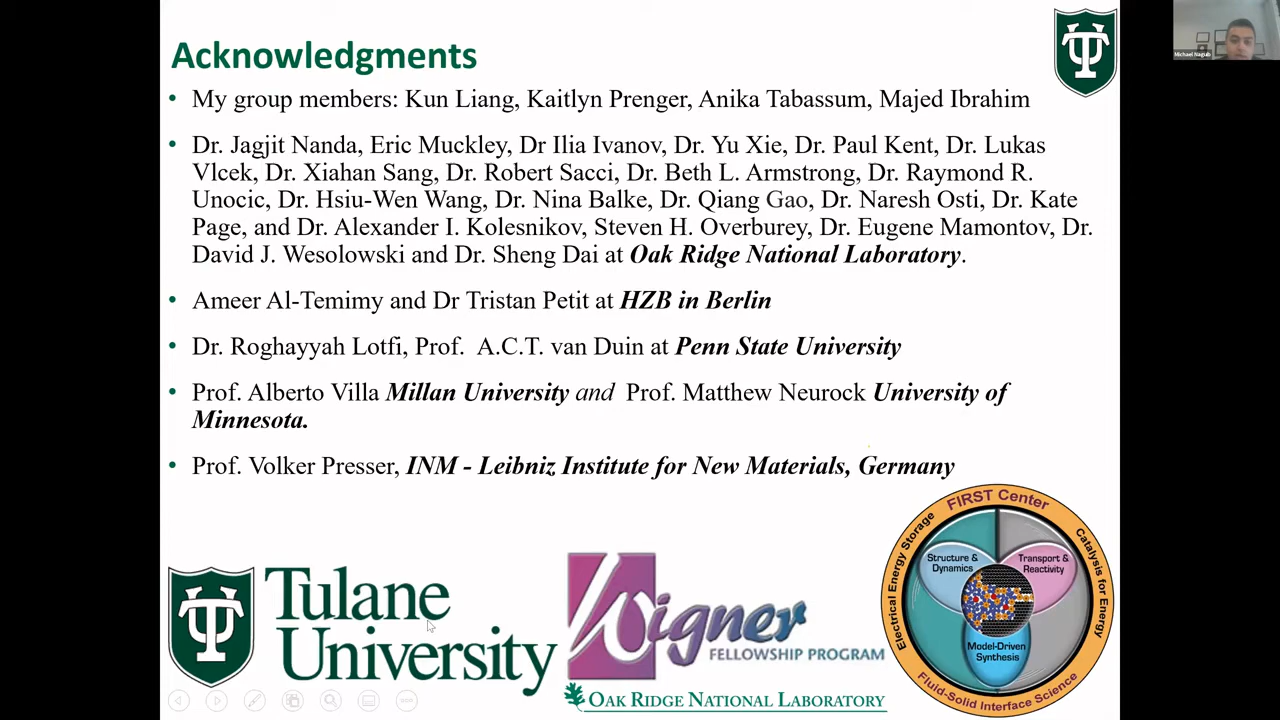 Acknowledgments
Michael Naguib
• My group members: Kun Liang, Kaitlyn Prenger, Anika Tabassum, Majed Ibrahim
• Dr. Jagjit Nanda, Eric Muckley, Dr Ilia Ivanov, Dr. Yu Xie, Dr. Paul Kent, Dr. Lukas
Vlcek, Dr. Xiahan Sang, Dr. Robert Sacci, Dr. Beth L. Armstrong, Dr. Raymond R.
Unocic, Dr. Hsiu-Wen Wang, Dr. Nina Balke, Dr. Qiang Gao, Dr. Naresh Osti, Dr. Kate
Page, and Dr. Alexander I. Kolesnikov, Steven H. Overburey, Dr. Eugene Mamontov, Dr.
David J. Wesolowski and Dr. Sheng Dai at Oak Ridge National Laboratory.
• Ameer Al-Temimy and Dr Tristan Petit at HZB in Berlin
• Dr. Roghayyah Lotfi, Prof. A.C.T. van Duin at Penn State University
• Prof. Alberto Villa Millan University and Prof. Matthew Neurock University of
Minnesota.
• Prof. Volker Presser, INM - Leibniz Institute for New Materials, Germany
Tulane
University
Wigner
FELLOWSHIP PROGRAM
OAK RIDGE NATIONAL LABORATORY
FIRST Center
Electrical Energy Storage
Catalysis for Energy
Structure &
Dynamics
Transport &
Reactivity
Model-Driven
Synthesis
Fluid-Solid Interface Science